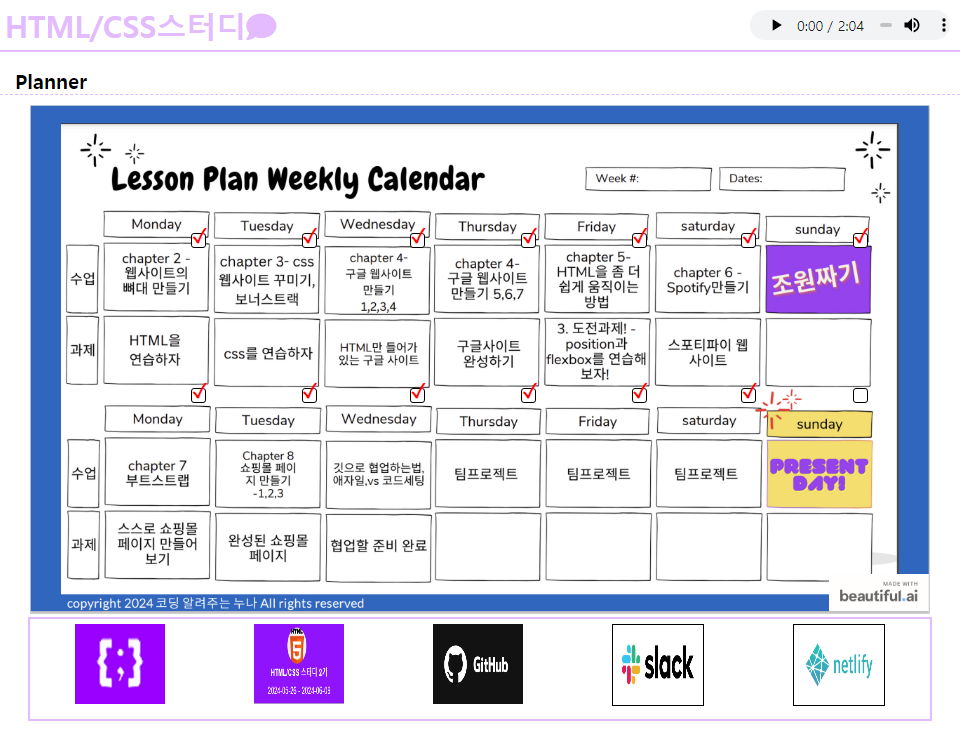 HTML/CSS스터디
0:00 / 2:04
Planner
Lesson Plan Weekly Calendar
Week #:
Dates:
Monday
Tuesday
Wednesday
Thursday
Friday
saturday
sunday
수업
chapter 2 -
웹사이트의
뼈대 만들기
chapter 3- css
웹사이트 꾸미기,
보너스트랙
chapter 4-
구글 웹사이트
만들기
1,2,3,4
chapter 4-
구글 웹사이트
만들기 5,6,7
chapter 5-
HTML을 좀 더
쉽게 움직이는
방법
chapter 6 -
Spotify만들기
조원짜기
과제
HTML을
연습하자
css를 연습하자
HTML만 들어가
있는 구글 사이트
구글사이트
완성하기
3. 도전과제! -
position과
flexbox를 연습해
보자!
스포티파이 웹
사이트
Monday
Tuesday
Wednesday
Thursday
Friday
saturday
sunday
수업
chapter 7
부트스트랩
Chapter 8
쇼핑몰 페이
지 만들기
-1,2,3
깃으로 협업하는법,
애자일,vs 코드세팅
팀프로젝트
팀프로젝트
팀프로젝트
PRESENT
DAY!
과제
스스로 쇼핑몰
페이지 만들어
보기
완성된 쇼핑몰
페이지
협업할 준비 완료
MADE WITH
beautiful.ai
copyright 2024 코딩 알려주는 누나 All rights reserved
{;}
HTML
5
HTML/CSS 스터디 2기
2024-05-26 - 2024-06-08
GitHub
slack
netlify